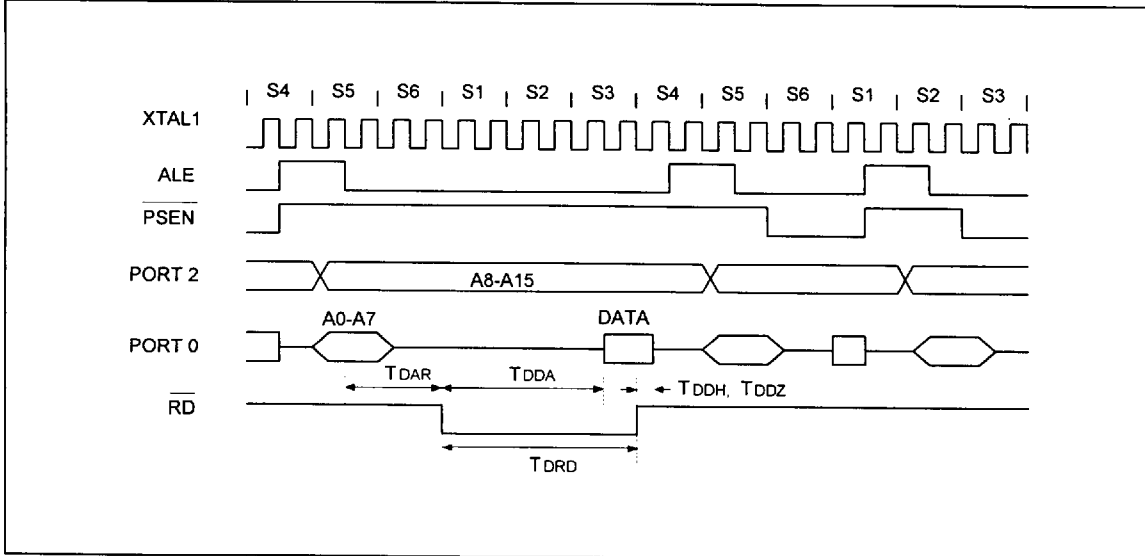 S4 S5 S6 S1 S2 S3 S4 S5 S6 S1 S2 S3
XTAL1
ALE
PSEN
PORT 2
A8-A15
A0-A7 DATA
PORT 0
TDAR TDDA TDDH, TDDZ
RD
TDRD